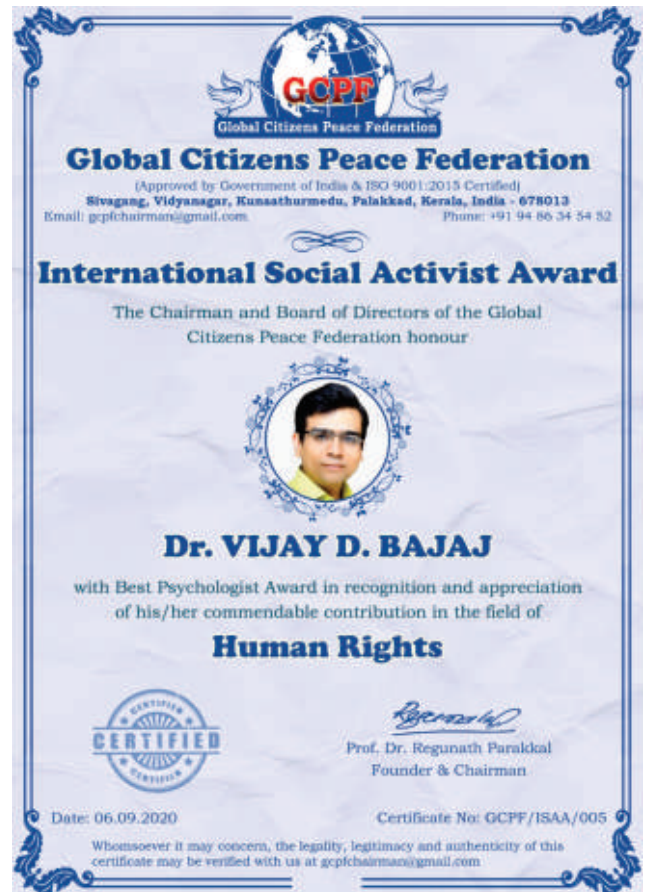 GCPF
Global Citizens Peace Federation
Global Citizens Peace Federation
(Approved by Government of India & ISO 9001:2015 Certified)
Sivagang, Vidyanagar, Kunnathurmedu, Palakkad, Kerala, India - 678013
Email: gcpfchairman@gmail.com Phone: +91 94 86 34 54 52
International Social Activist Award
The Chairman and Board of Directors of the Global
Citizens Peace Federation honour
Dr. VIJAY D. BAJAJ
with Best Psychologist Award in recognition and appreciation
of his/her commendable contribution in the field of
Human Rights
CERTIFIED
CERTIFIED
CERTIFIED
Prof. Dr. Regunath Parakkal
Founder & Chairman
Date: 06.09.2020 Certificate No: GCPF/ISAA/005
Whomsoever it may concern, the legality, legitimacy and authenticity of this
certificate may be verified with us at gcpfchairman@gmail.com